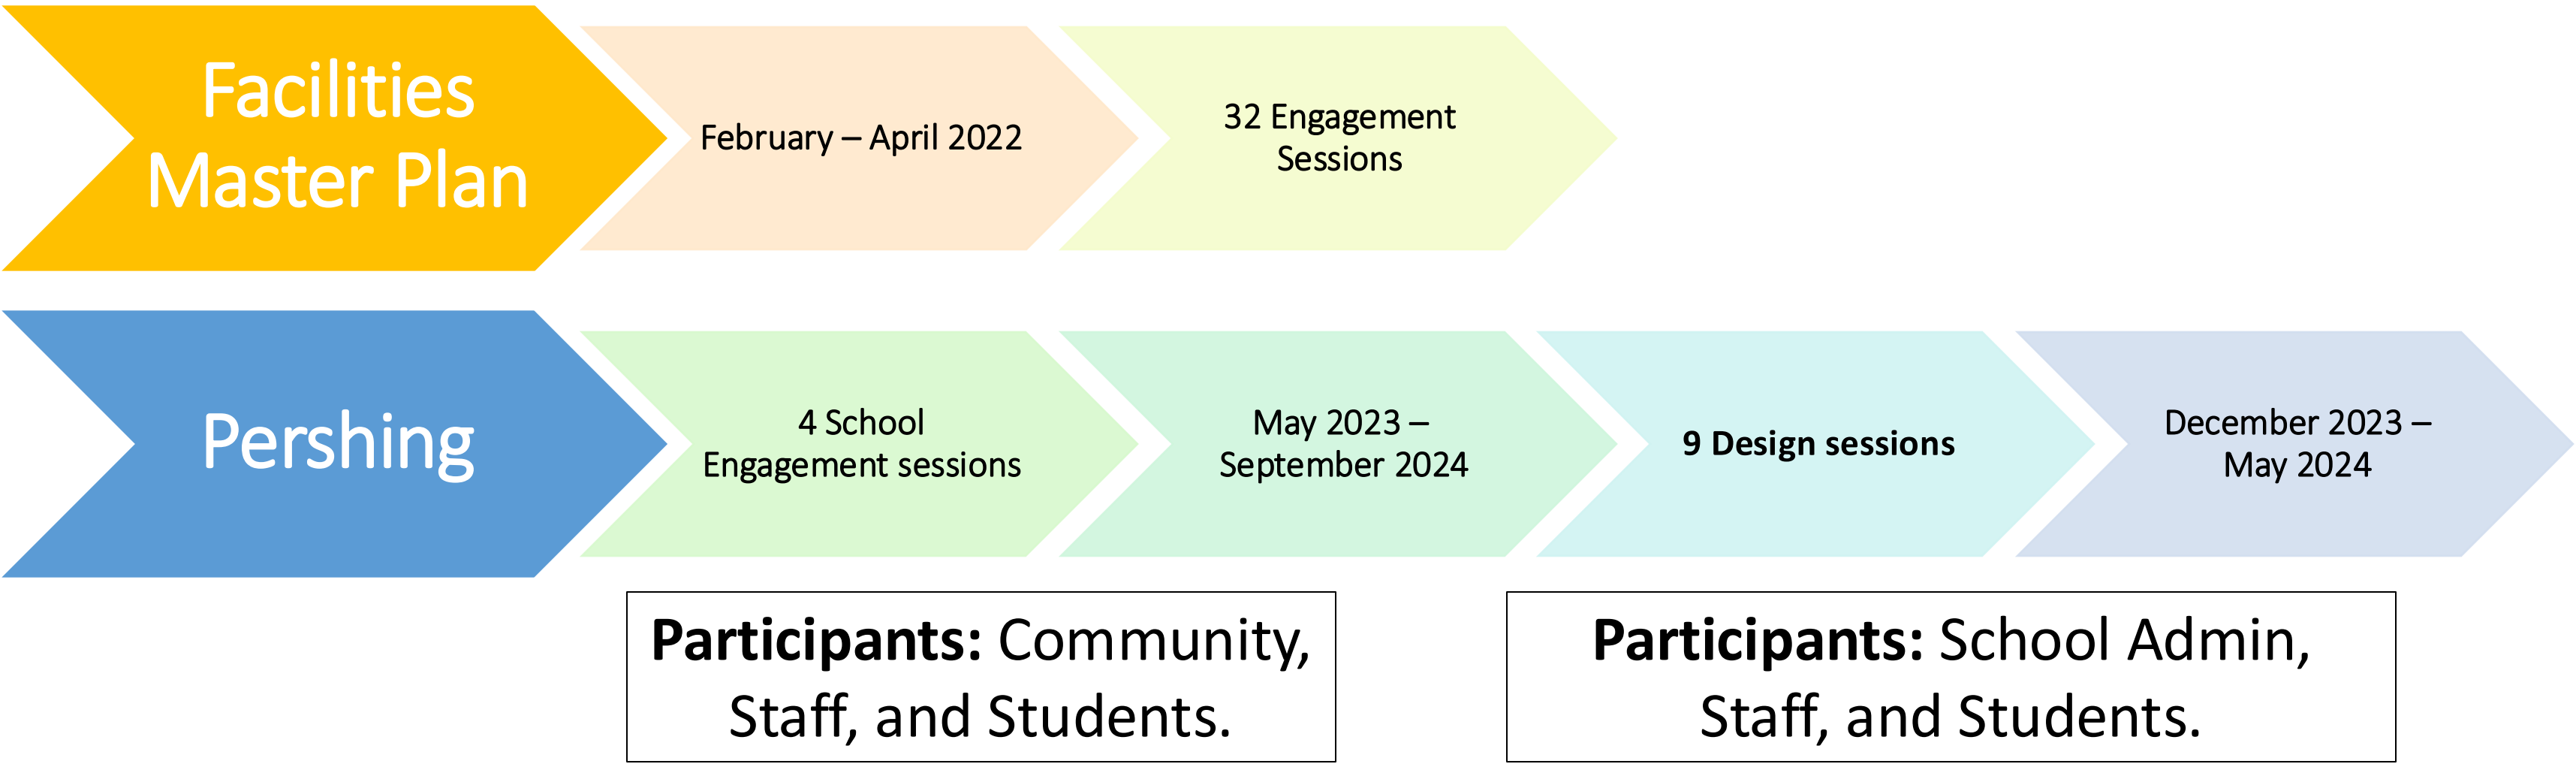 Facilities
Master Plan
February – April 2022
32 Engagement
Sessions
Pershing
4 School
Engagement sessions
May 2023 –
September 2024
9 Design sessions
December 2023 –
May 2024
Participants: Community,
Staff, and Students.
Participants: School Admin,
Staff, and Students.